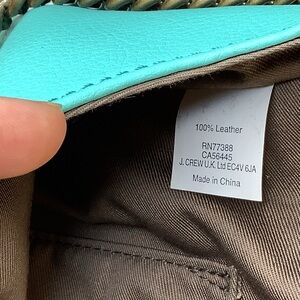 100% Leather
RN77388
CA56445
J. CREW U.K. Ltd EC4V 6JA
Made in China